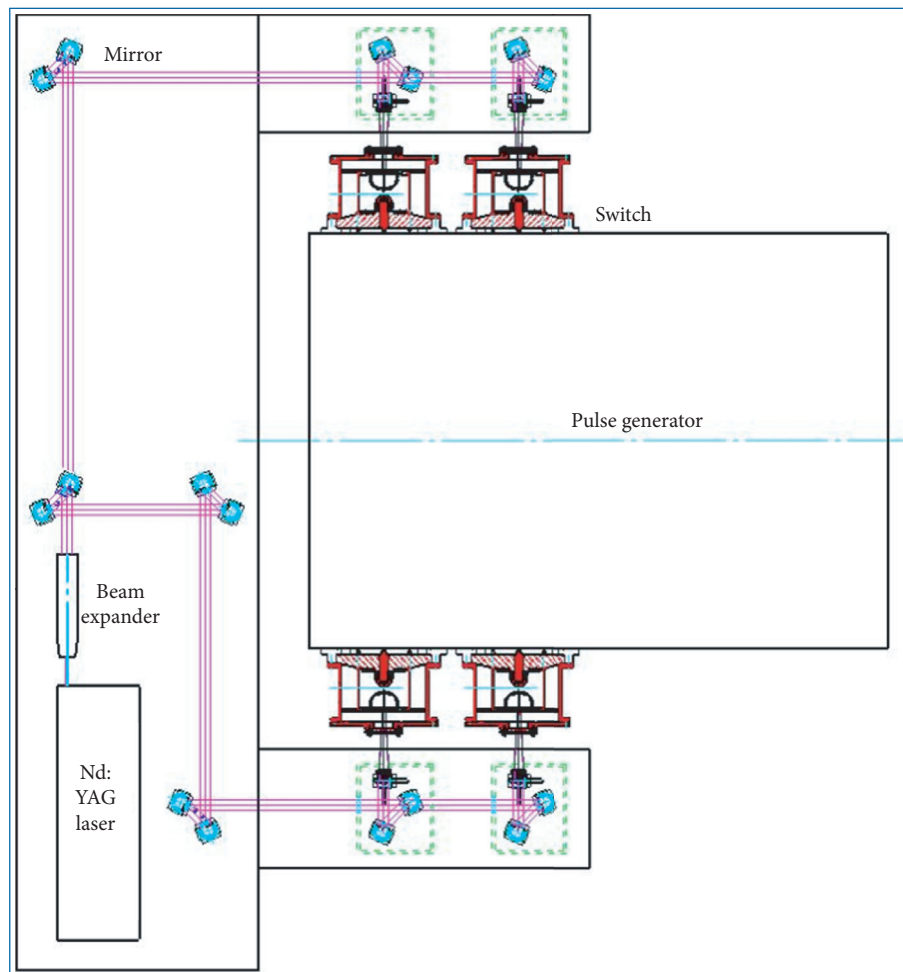 Mirror
Switch
Pulse generator
Beam
expander
Nd:
YAG
laser